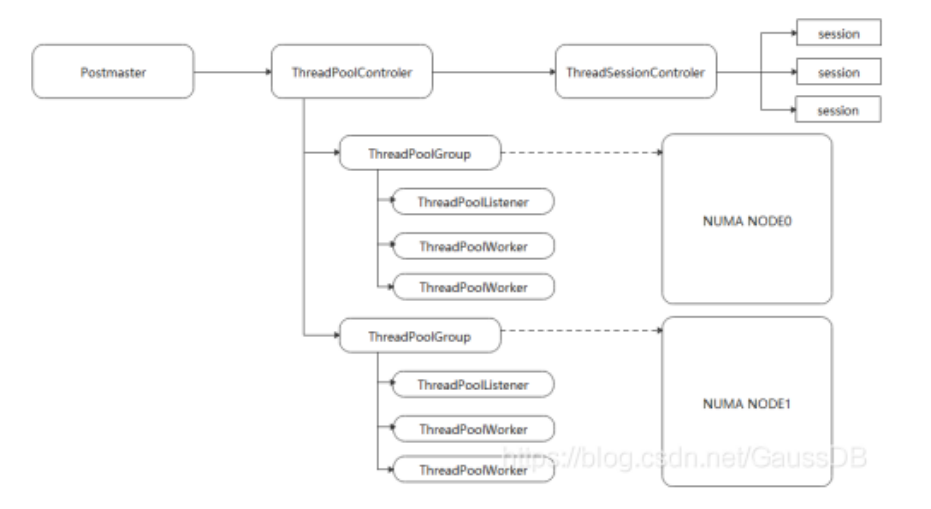 session
Postmaster
ThreadPoolControler
ThreadSessionControler
session
session
ThreadPoolGroup
ThreadPoolListener
NUMA NODE0
ThreadPoolWorker
ThreadPoolWorker
ThreadPoolGroup
ThreadPoolListener
NUMA NODE1
ThreadPoolWorker
https://blog.csdn.net/GaussDB
ThreadPoolWorker